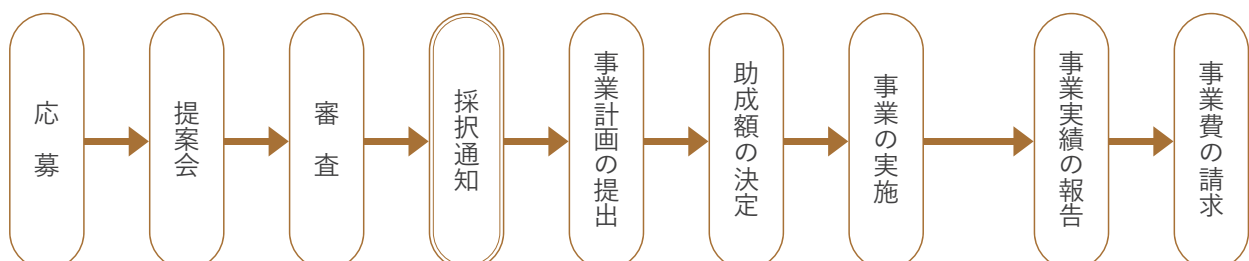 応募
提案会
審査
採択通知
事業計画の提出
助成額の決定
事業の実施
事業実績の報告
事業費の請求